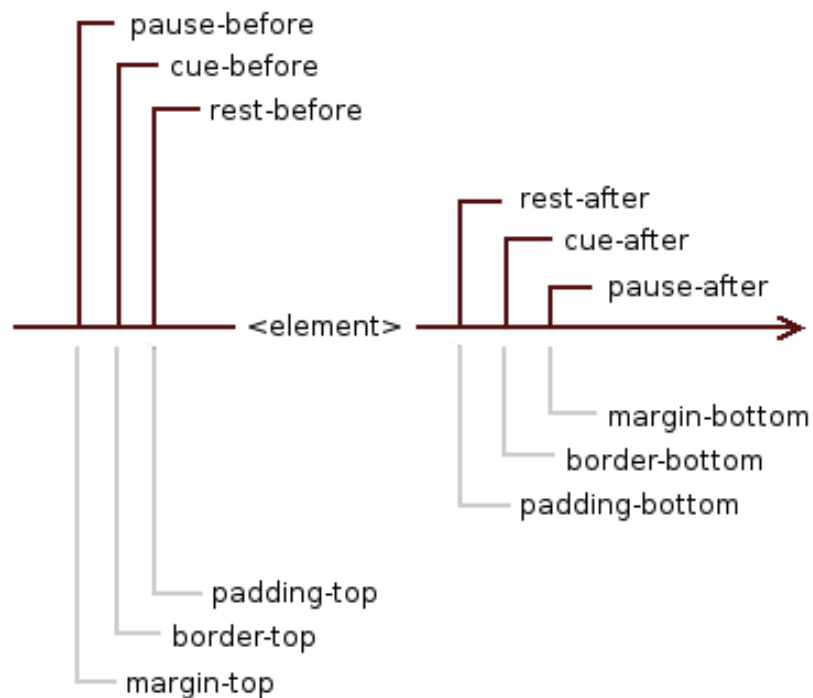 pause-before
cue-before
rest-before
rest-after
cue-after
pause-after
<element>
margin-bottom
border-bottom
padding-bottom
padding-top
border-top
margin-top